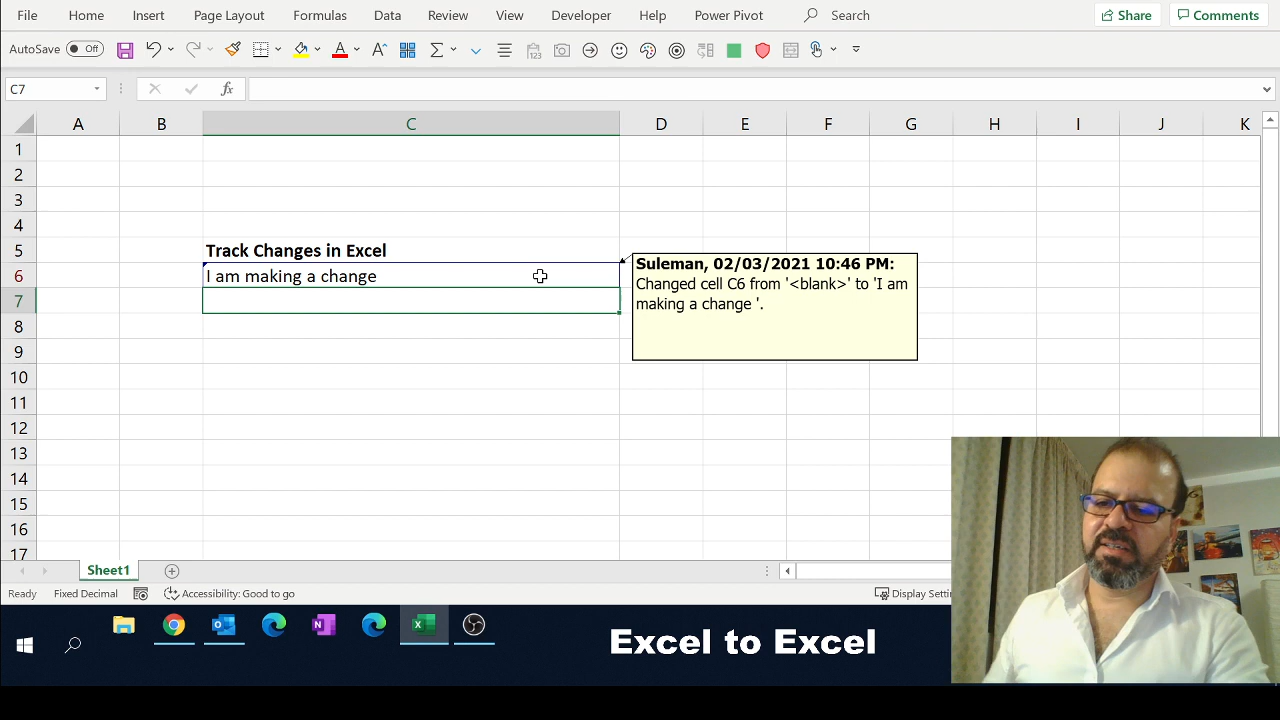 File Home Insert Page Layout Formulas Data Review View Developer Help Power Pivot Search Share Comments
AutoSave Off
C7
A B C D E F G H I J K
1
2
3
4
5 Track Changes in Excel
6 I am making a change
7
8
9
10
11
12
13
14
15
16
17
Suleman, 02/03/2021 10:46 PM:
Changed cell C6 from '<blank>' to 'I am
making a change '.
Sheet1
Ready Fixed Decimal Accessibility: Good to go Display Setti
Excel to Excel